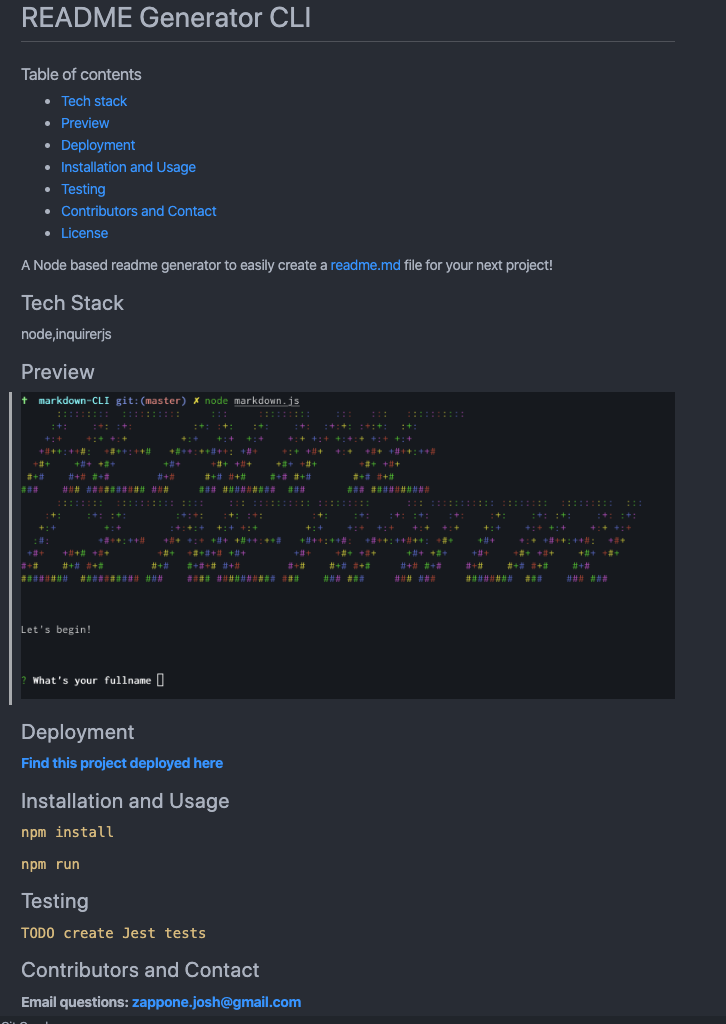 README Generator CLI
Table of contents
Tech stack
Preview
Deployment
Installation and Usage
Testing
Contributors and Contact
License
A Node based readme generator to easily create a readme.md file for your next project!
Tech Stack
node,inquirerjs
Preview
markdown-CLI git:(master) ✗ node markdown.js
README
GENERATOR
Let's begin!
? What's your fullname
Deployment
Find this project deployed here
Installation and Usage
npm install
npm run
Testing
TODO create Jest tests
Contributors and Contact
Email questions: zappone.josh@gmail.com